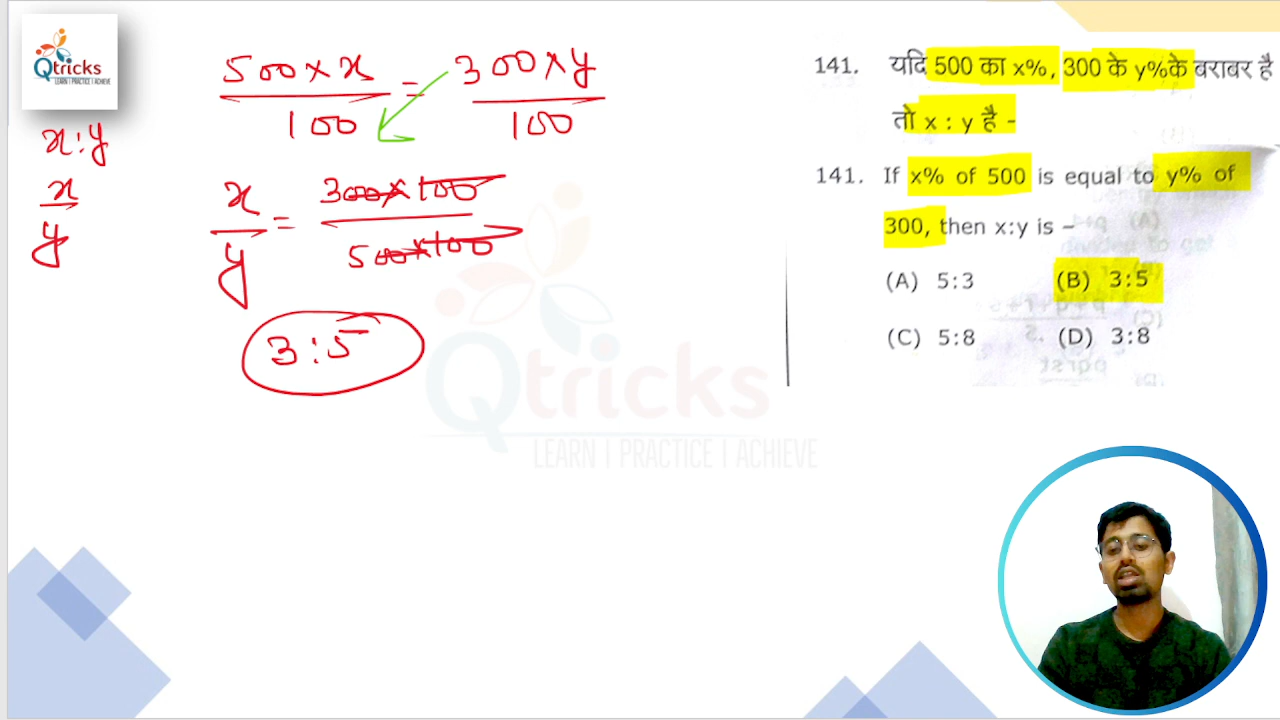 Qtricks
LEARN I PRACTICE I ACHIEVE
x:y
x
y
500 × x = 300 × y
100 100
x = 300 × 100
y 500 × 100
3:5
141. यदि 500 का x%, 300 के y%के बराबर है
तो x : y है -
141. If x% of 500 is equal to y% of
300, then x:y is –
(A) 5:3 (B) 3:5
(C) 5:8 (D) 3:8
Qtricks
LEARN I PRACTICE I ACHIEVE